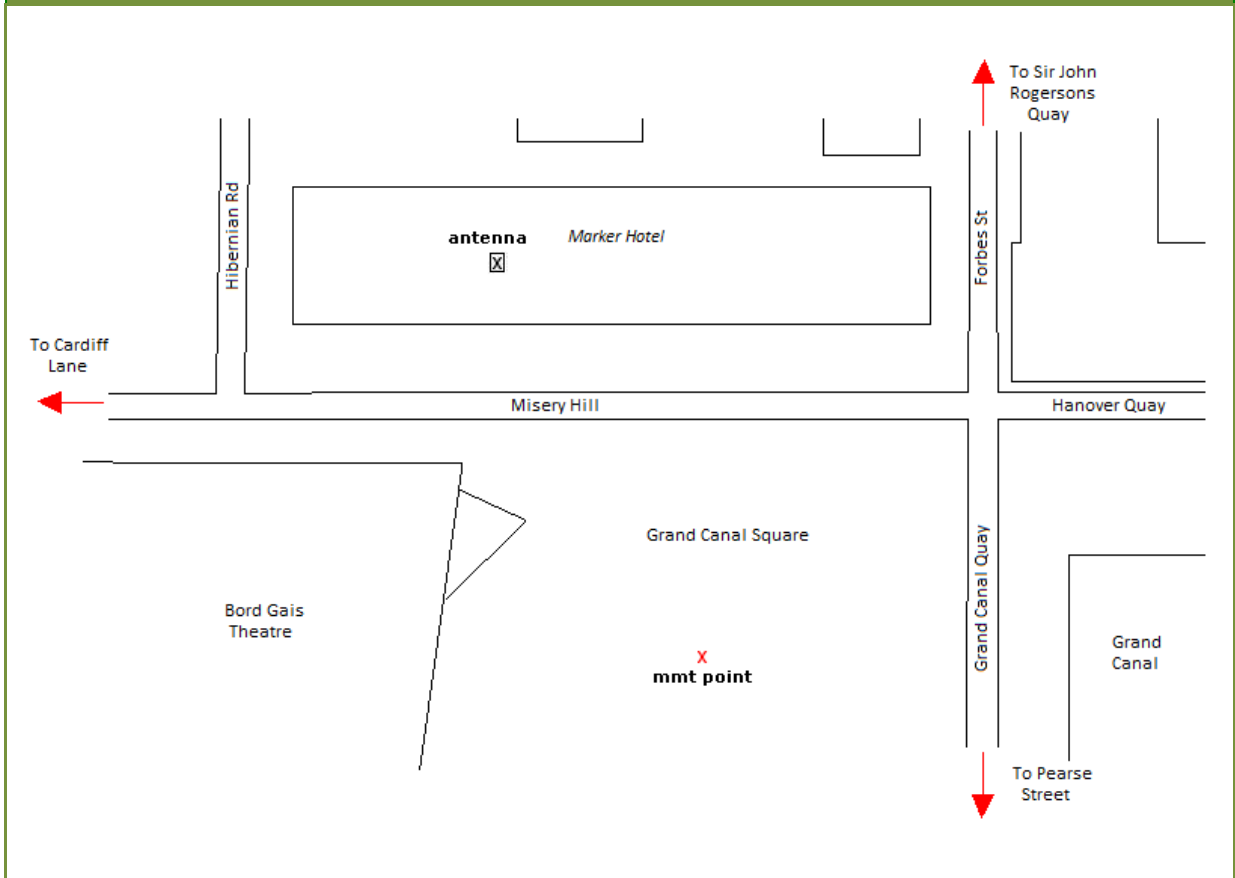 To Sir John
Rogersons
Quay
Hibernian Rd
antenna
Marker Hotel
X
Forbes St
To Cardiff
Lane
Misery Hill
Hanover Quay
Grand Canal Square
Grand Canal Quay
Bord Gais
Theatre
Grand
Canal
X
mmt point
To Pearse
Street